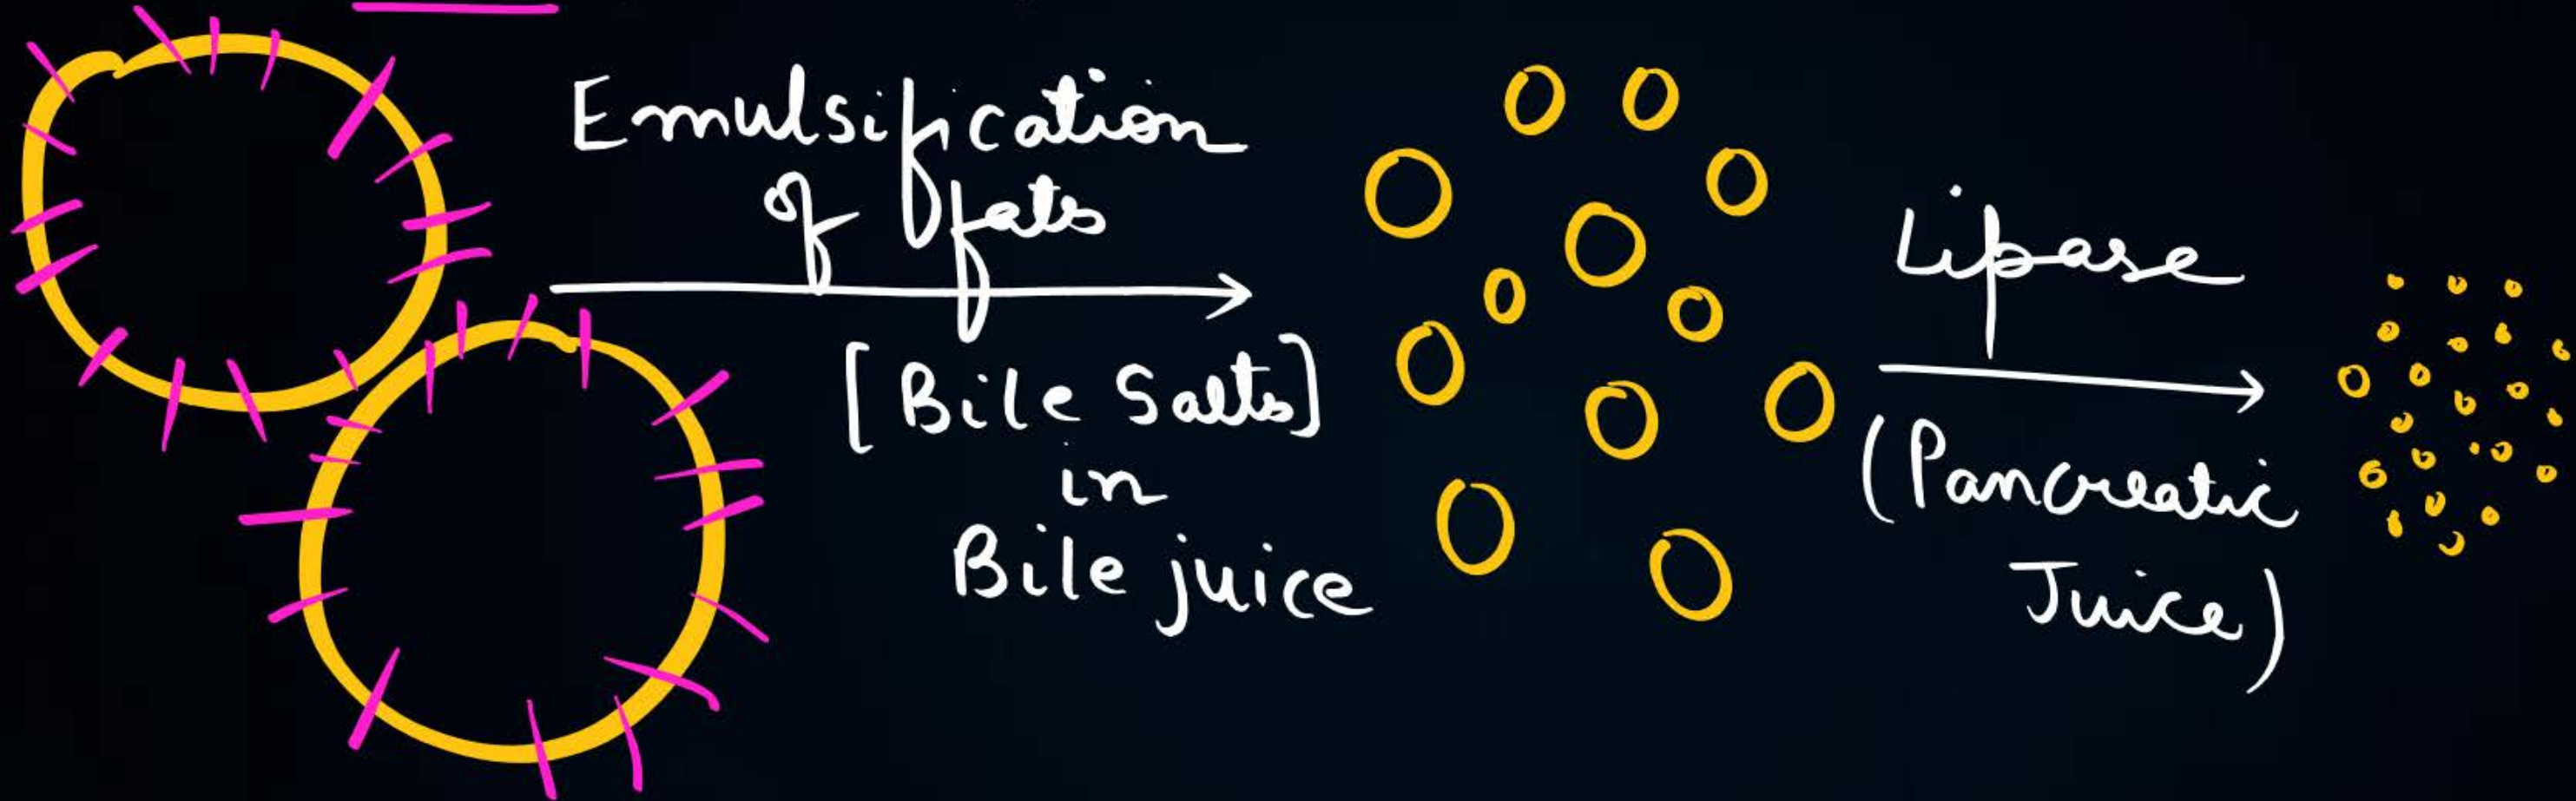 Emulsification
of fats
[Bile Salts]
in
Bile juice
Lipase
(Pancreatic
Juice)